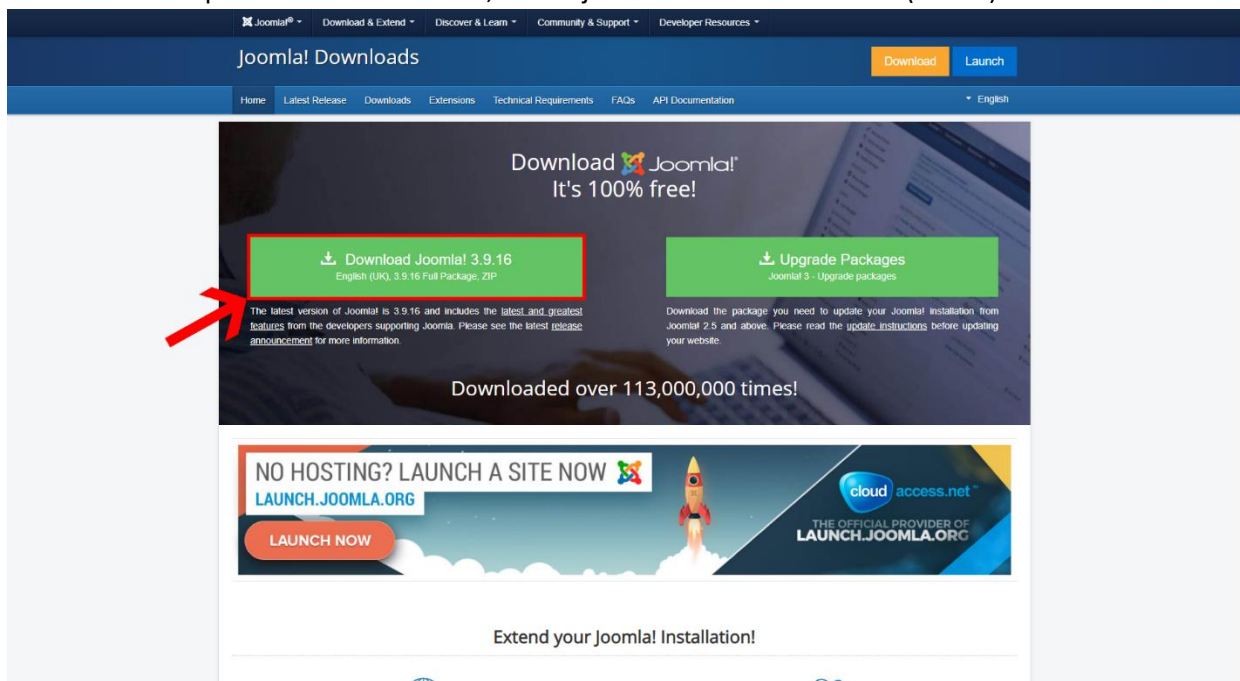 Joomla!® Download & Extend Discover & Learn Community & Support Developer Resources
Joomla! Downloads
Download Launch
Home Latest Release Downloads Extensions Technical Requirements FAQs API Documentation English
Download Joomla!®
It's 100% free!
Download Joomla! 3.9.16
English (UK), 3.9.16 Full Package, ZIP
The latest version of Joomla! is 3.9.16 and includes the latest and greatest
features from the developers supporting Joomla. Please see the latest release
announcement for more information.
Upgrade Packages
Joomla! 3 - Upgrade packages
Download the package you need to update your Joomla! installation from
Joomla! 2.5 and above. Please read the update instructions before updating
your website.
Downloaded over 113,000,000 times!
NO HOSTING? LAUNCH A SITE NOW
LAUNCH.JOOMLA.ORG
LAUNCH NOW
cloud access.net™
THE OFFICIAL PROVIDER OF
LAUNCH.JOOMLA.ORG
Extend your Joomla! Installation!